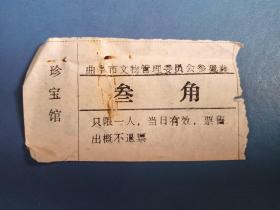 珍宝馆
曲阜市文物管理委员会参观券
叁角
只限一人，当日有效，票售
出概不退票